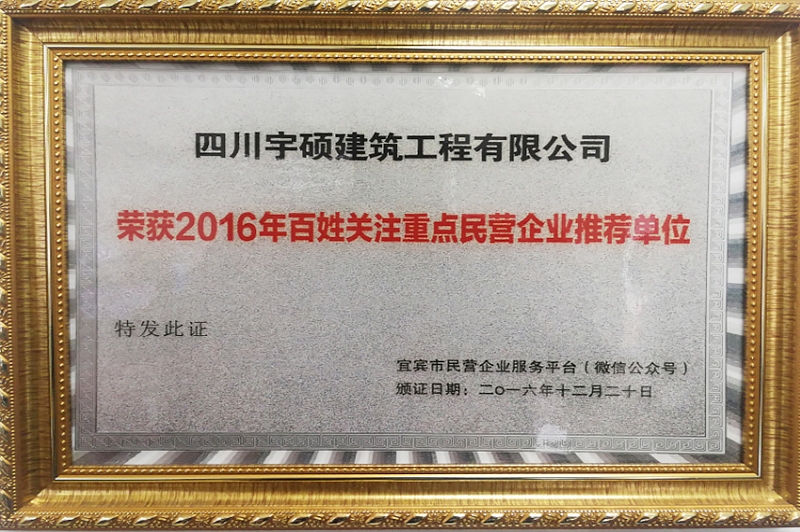 四川宇硕建筑工程有限公司
荣获2016年百姓关注重点民营企业推荐单位
特发此证
宜宾市民营企业服务平台（微信公众号）
颁证日期：二〇一六年十二月二十日